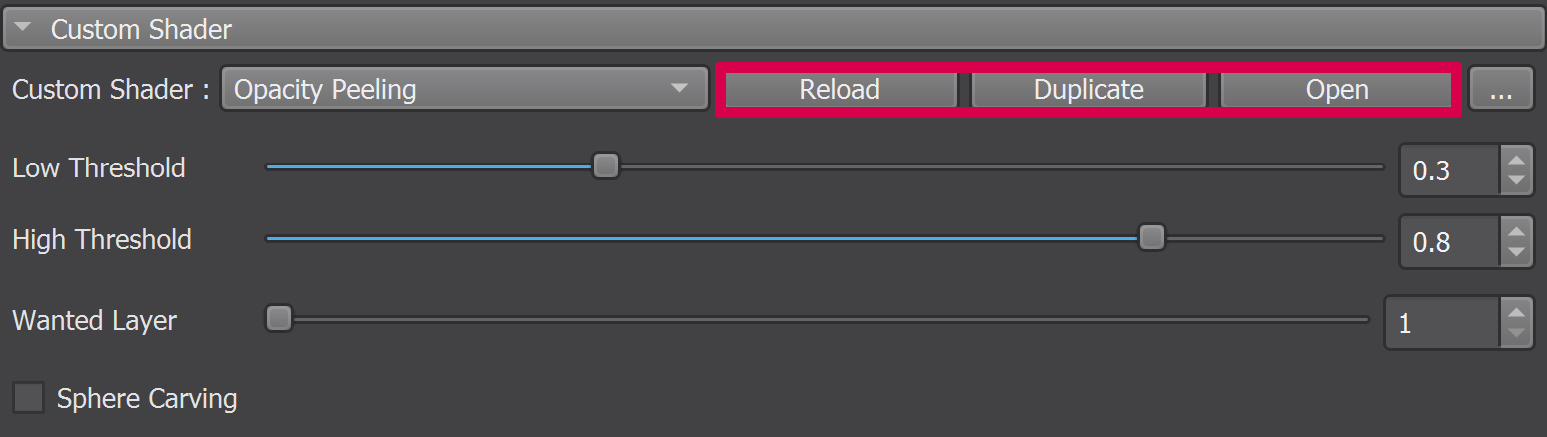 Custom Shader
Custom Shader : Opacity Peeling Reload Duplicate Open ...
Low Threshold 0.3
High Threshold 0.8
Wanted Layer 1
Sphere Carving